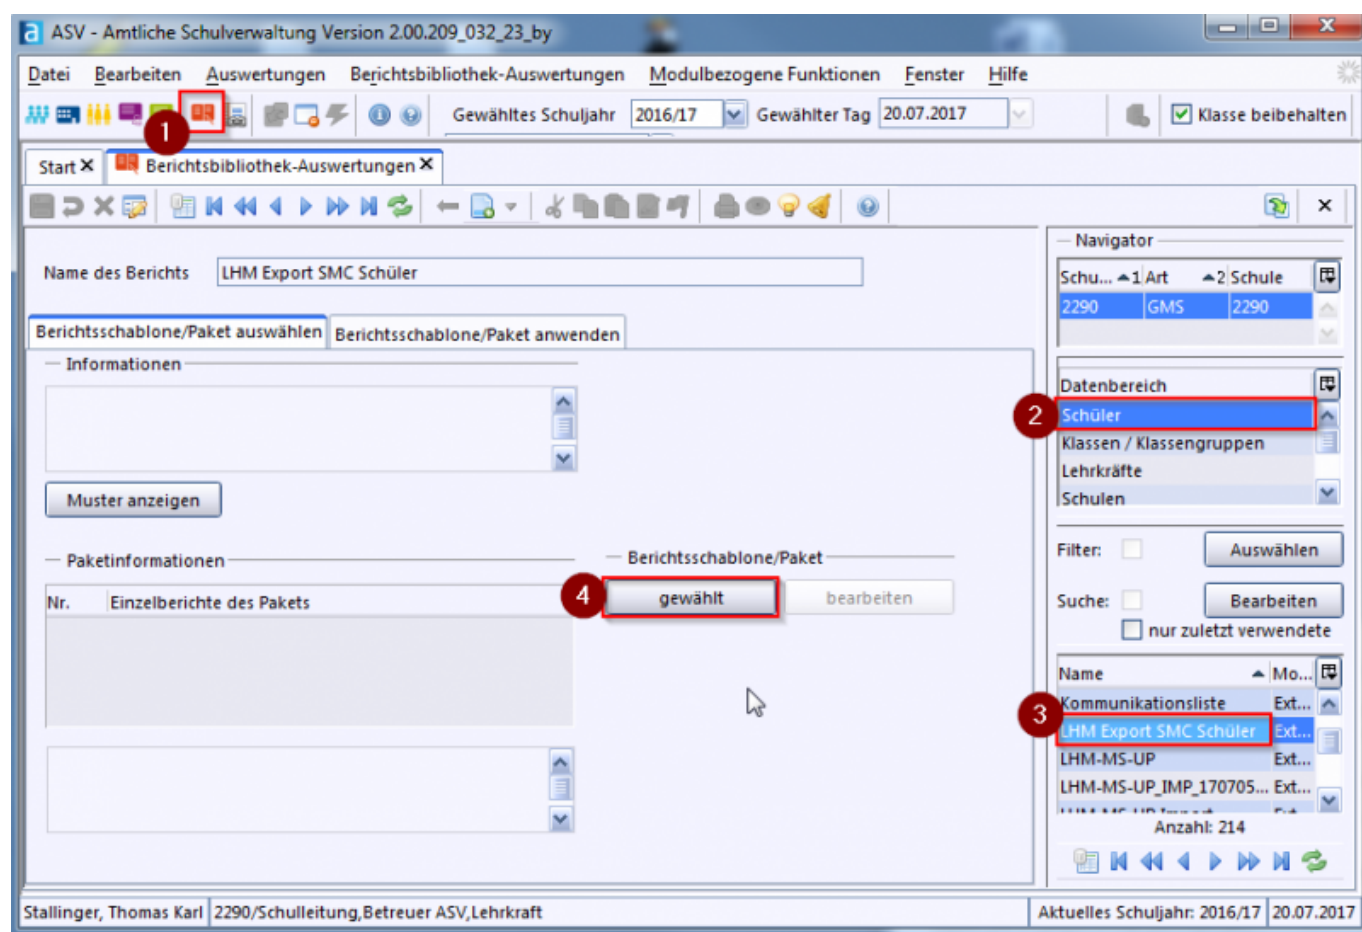 a ASV - Amtliche Schulverwaltung Version 2.00.209_032_23_by
Datei Bearbeiten Auswertungen Berichtsbibliothek-Auswertungen Modulbezogene Funktionen Fenster Hilfe
Gewähltes Schuljahr 2016/17 Gewählter Tag 20.07.2017 Klasse beibehalten
1
Start Berichtsbibliothek-Auswertungen
Navigator
Name des Berichts LHM Export SMC Schüler
Schu... 1 Art 2 Schule
2290 GMS 2290
Berichtsschablone/Paket auswählen Berichtsschablone/Paket anwenden
Informationen
Datenbereich
2 Schüler
Klassen / Klassengruppen
Lehrkräfte
Schulen
Muster anzeigen
Filter: Auswählen
Paketinformationen
Berichtsschablone/Paket
Nr. Einzelberichte des Pakets
4 gewählt bearbeiten
Suche: Bearbeiten
nur zuletzt verwendete
Name Mo...
Kommunikationsliste Ext...
3 LHM Export SMC Schüler Ext...
LHM-MS-UP Ext...
LHM-MS-UP_IMP_170705... Ext...
Anzahl: 214
Stallinger, Thomas Karl 2290/Schulleitung,Betreuer ASV,Lehrkraft Aktuelles Schuljahr: 2016/17 20.07.2017